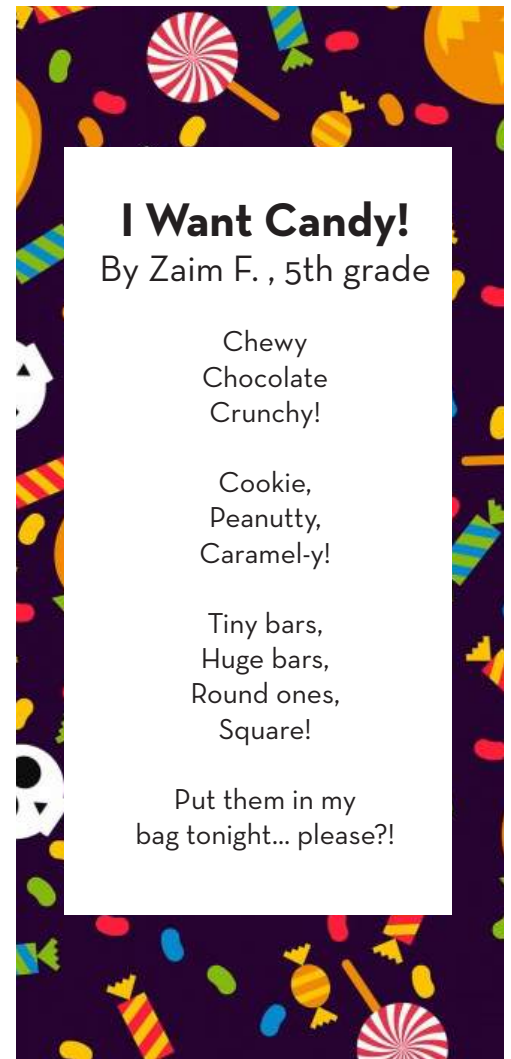 I Want Candy!
By Zaim F. , 5th grade
Chewy
Chocolate
Crunchy!
Cookie,
Peanutty,
Caramel-y!
Tiny bars,
Huge bars,
Round ones,
Square!
Put them in my
bag tonight... please?!